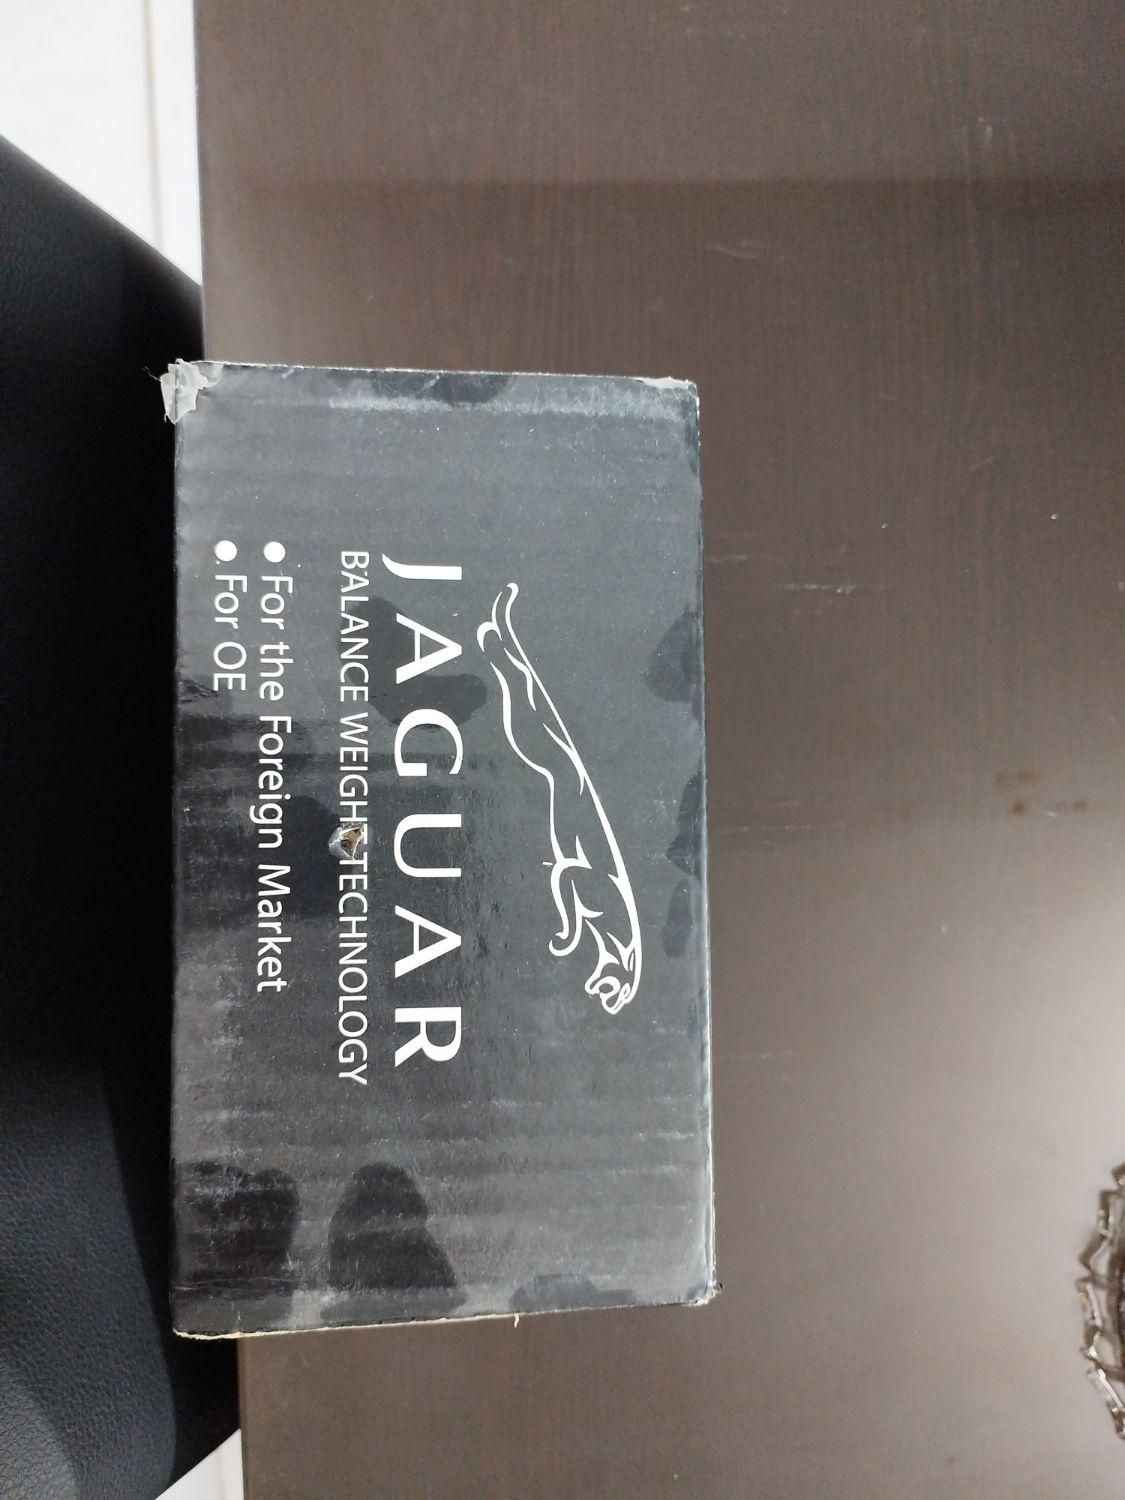 JAGUAR
BALANCE WEIGHT TECHNOLOGY
● For the Foreign Market
● For OE